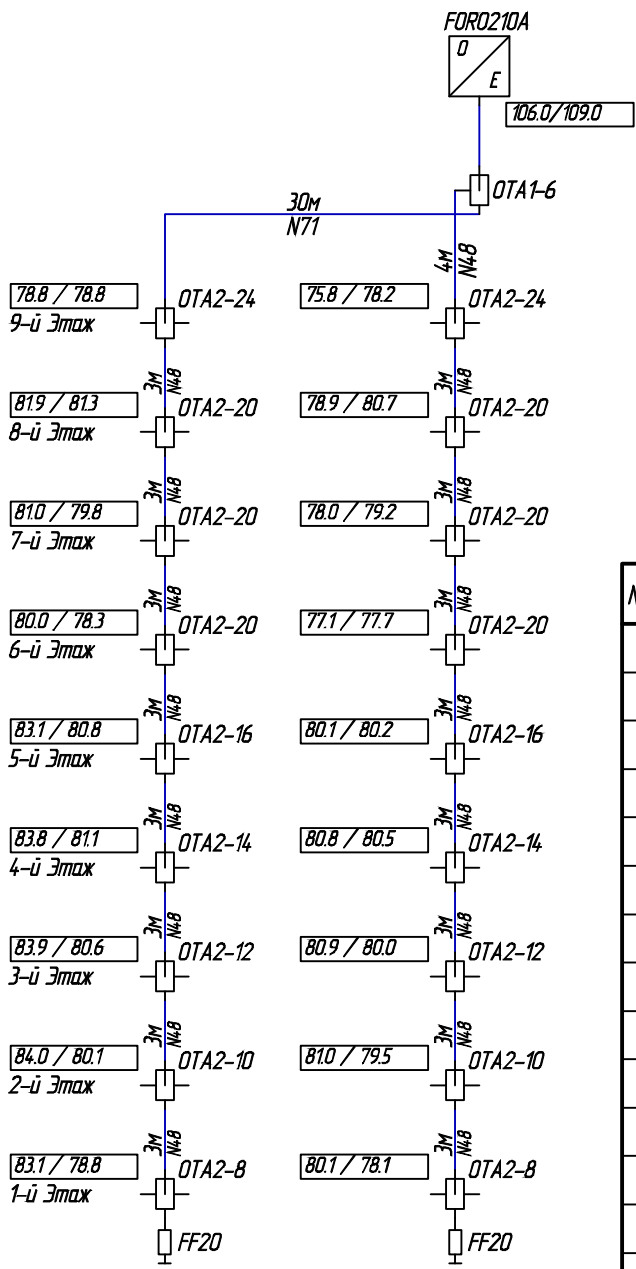 FORO210A
O
E
106.0/109.0
OTA1-6
30м
N71
4м
N48
78.8 / 78.8
OTA2-24
9-й Этаж
75.8 / 78.2
OTA2-24
3м
N48
3м
N48
81.9 / 81.3
OTA2-20
8-й Этаж
78.9 / 80.7
OTA2-20
3м
N48
3м
N48
81.0 / 79.8
OTA2-20
7-й Этаж
78.0 / 79.2
OTA2-20
3м
N48
3м
N48
80.0 / 78.3
OTA2-20
6-й Этаж
77.1 / 77.7
OTA2-20
3м
N48
3м
N48
83.1 / 80.8
OTA2-16
5-й Этаж
80.1 / 80.2
OTA2-16
3м
N48
3м
N48
83.8 / 81.1
OTA2-14
4-й Этаж
80.8 / 80.5
OTA2-14
3м
N48
3м
N48
83.9 / 80.6
OTA2-12
3-й Этаж
80.9 / 80.0
OTA2-12
3м
N48
3м
N48
84.0 / 80.1
OTA2-10
2-й Этаж
81.0 / 79.5
OTA2-10
3м
N48
3м
N48
83.1 / 78.8
OTA2-8
1-й Этаж
80.1 / 78.1
OTA2-8
FF20
FF20